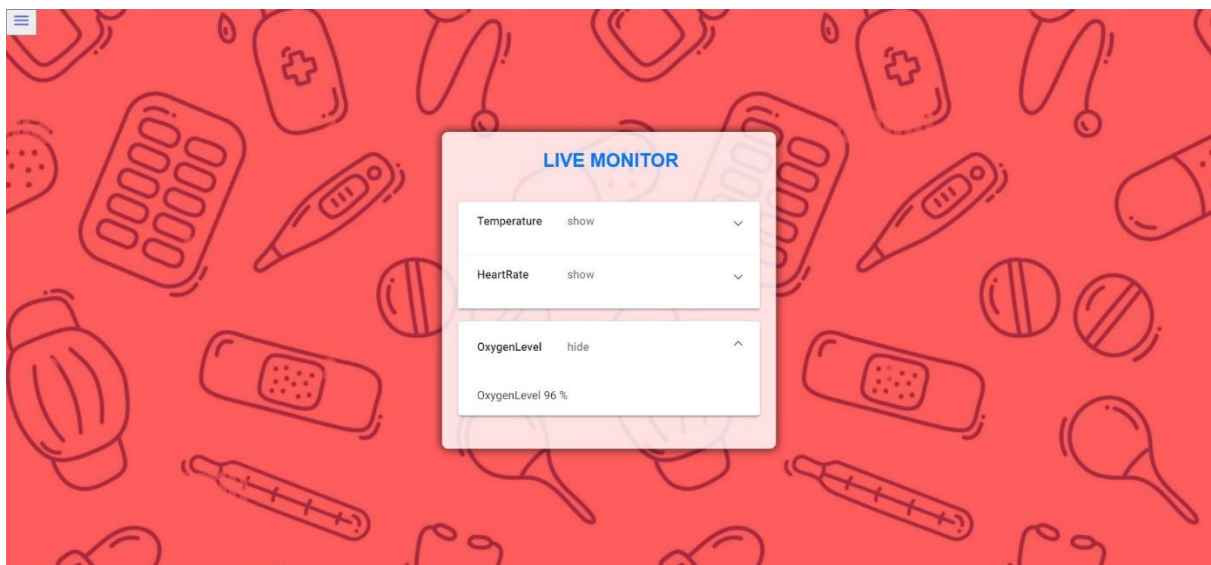 LIVE MONITOR
Temperature show
HeartRate show
OxygenLevel hide
OxygenLevel 96 %